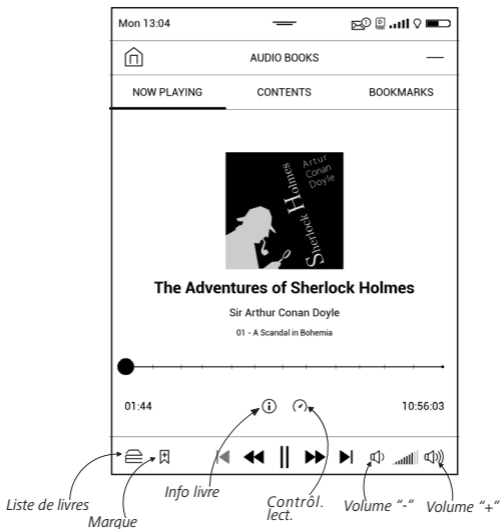 Mon 13:04
AUDIO BOOKS
NOW PLAYING CONTENTS BOOKMARKS
Artur
Conan
Doyle
Sherlock Holmes
The Adventures of Sherlock Holmes
Sir Arthur Conan Doyle
01 - A Scandal in Bohemia
01:44 10:56:03
Liste de livres
Marque
Info livre
Contrôl.
lect.
Volume “-”
Volume “+”